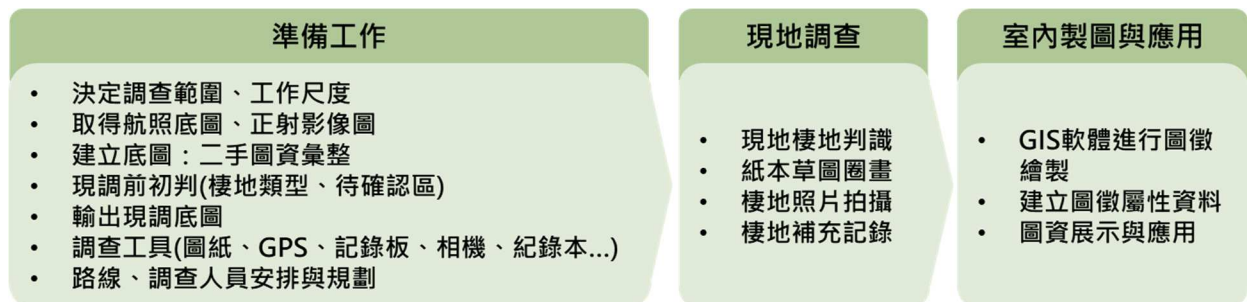 準備工作
• 決定調查範圍、工作尺度
• 取得航照底圖、正射影像圖
• 建立底圖：二手圖資彙整
• 現調前初判(棲地類型、待確認區)
• 輸出現調底圖
• 調查工具(圖紙、GPS、記錄板、相機、紀錄本...)
• 路線、調查人員安排與規劃
現地調查
• 現地棲地判識
• 紙本草圖圈畫
• 棲地照片拍攝
• 棲地補充記錄
室內製圖與應用
• GIS軟體進行圖徵
繪製
• 建立圖徵屬性資料
• 圖資展示與應用